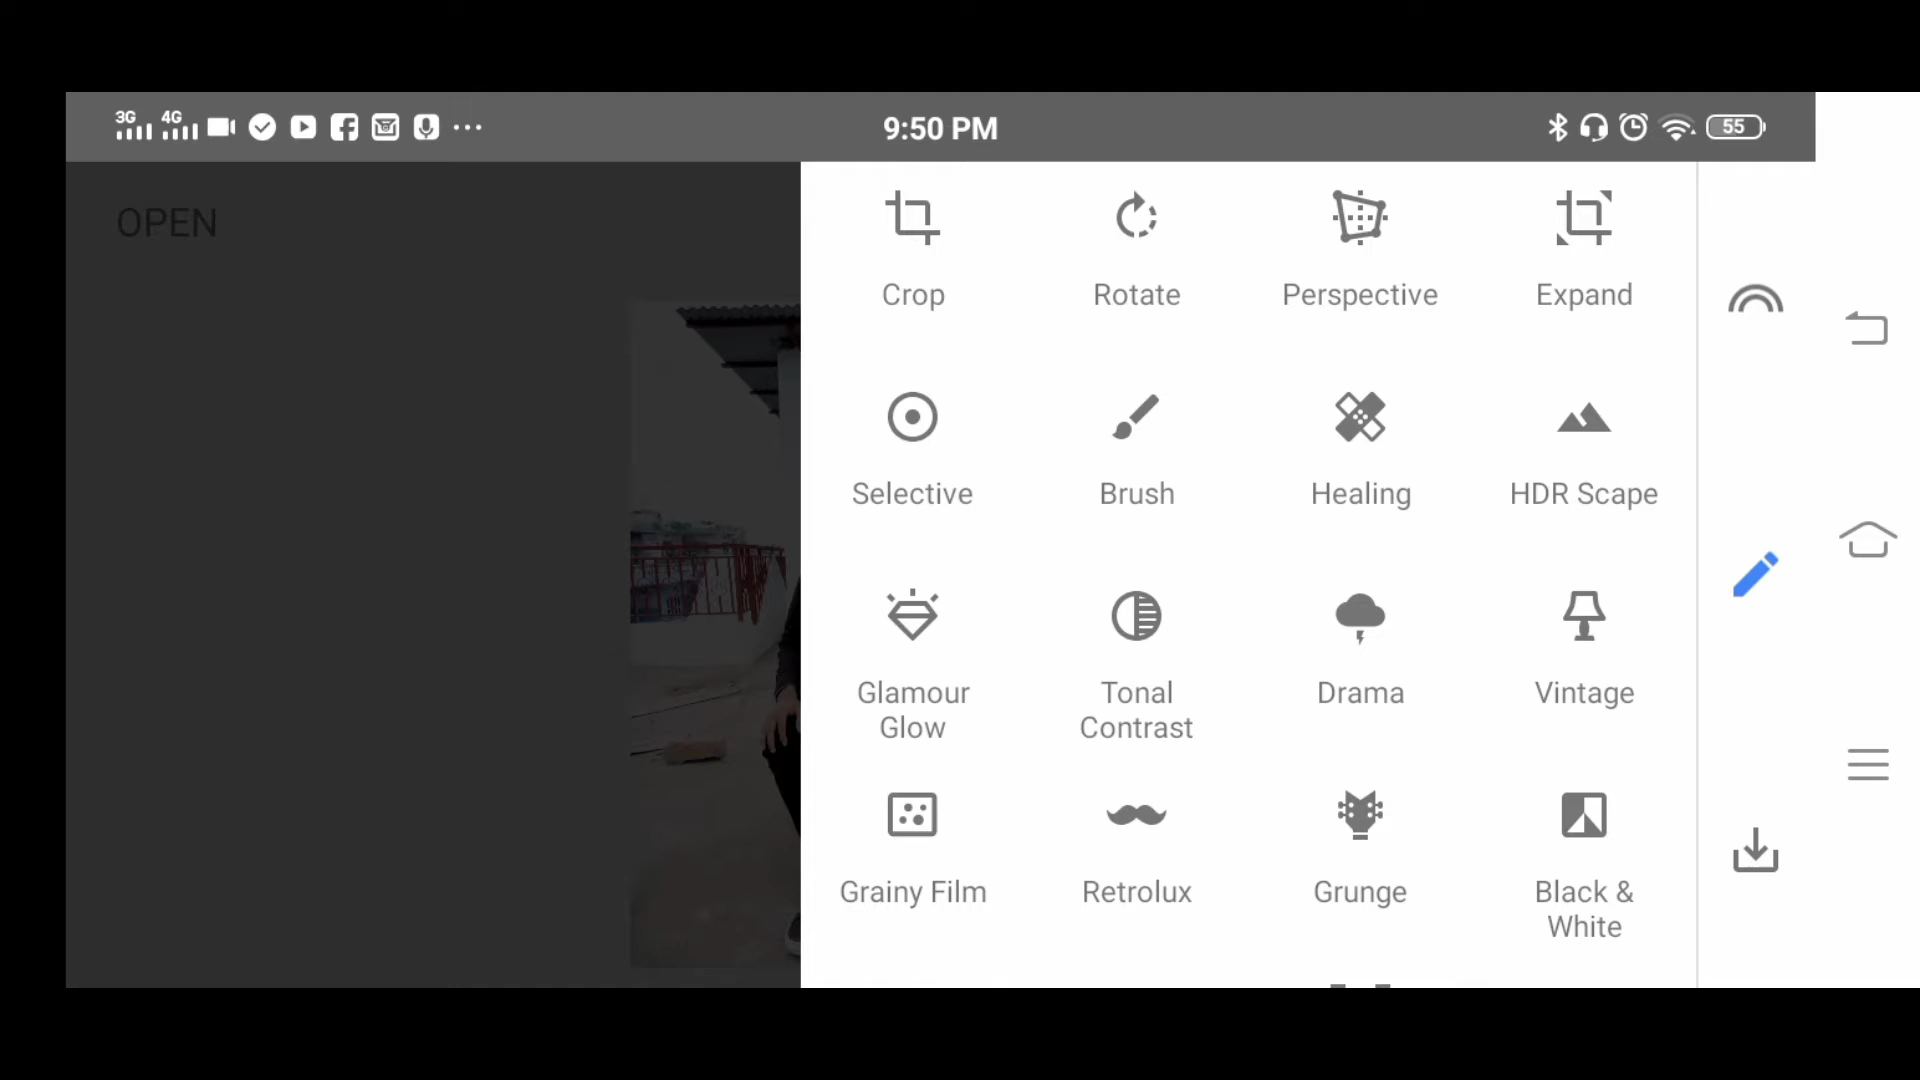 3G 4G 9:50 PM 55
OPEN
Crop Rotate Perspective Expand
Selective Brush Healing HDR Scape
Glamour Glow Tonal Contrast Drama Vintage
Grainy Film Retrolux Grunge Black & White